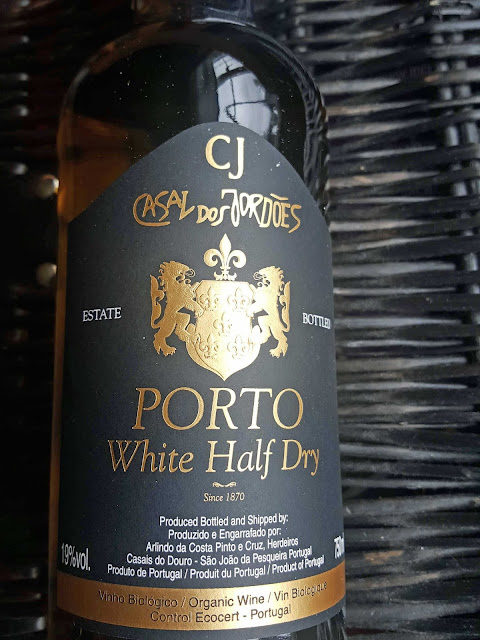 CJ
CASAL DOS JORDÕES
ESTATE BOTTLED
PORTO
White Half Dry
Since 1870
Produced Bottled and Shipped by:
Produzido e Engarrafado por:
Arlindo da Costa Pinto e Cruz, Herdeiros
Casais do Douro - São João da Pesqueira Portugal
19%vol.
Produto de Portugal / Produit du Portugal / Product of Portugal
Vinho Biológico / Organic Wine / Vin Biologique
Control Ecocert - Portugal